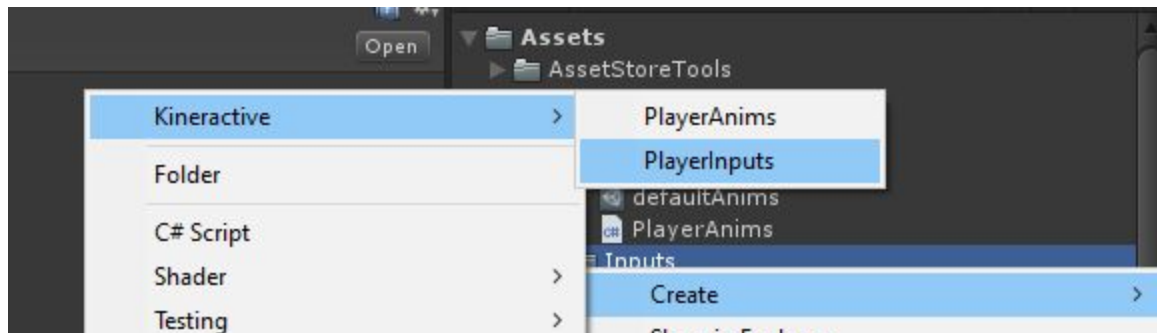 Open
Assets
AssetStoreTools
Kineractive
PlayerAnims
PlayerInputs
Folder
defaultAnims
C# Script
PlayerAnims
Inputs
Shader
Create
Testing